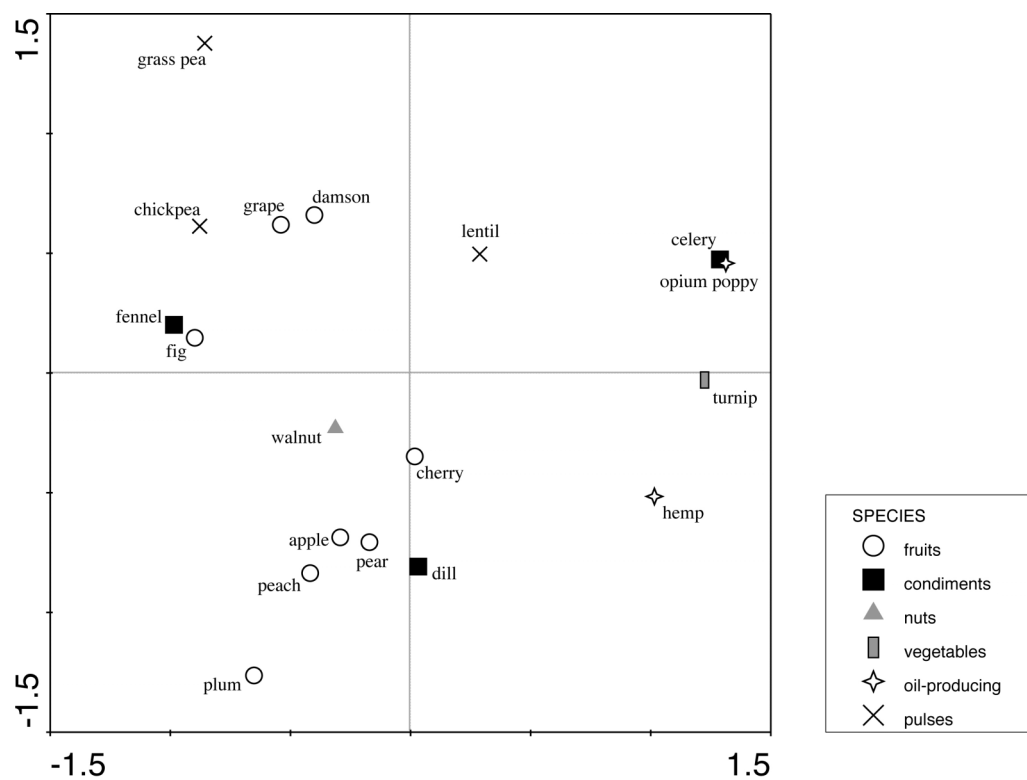 1.5
grass pea
chickpea
grape
damson
lentil
celery
opium poppy
fennel
fig
turnip
walnut
cherry
hemp
apple
pear
peach
dill
plum
-1.5
-1.5
1.5
SPECIES
fruits
condiments
nuts
vegetables
oil-producing
pulses